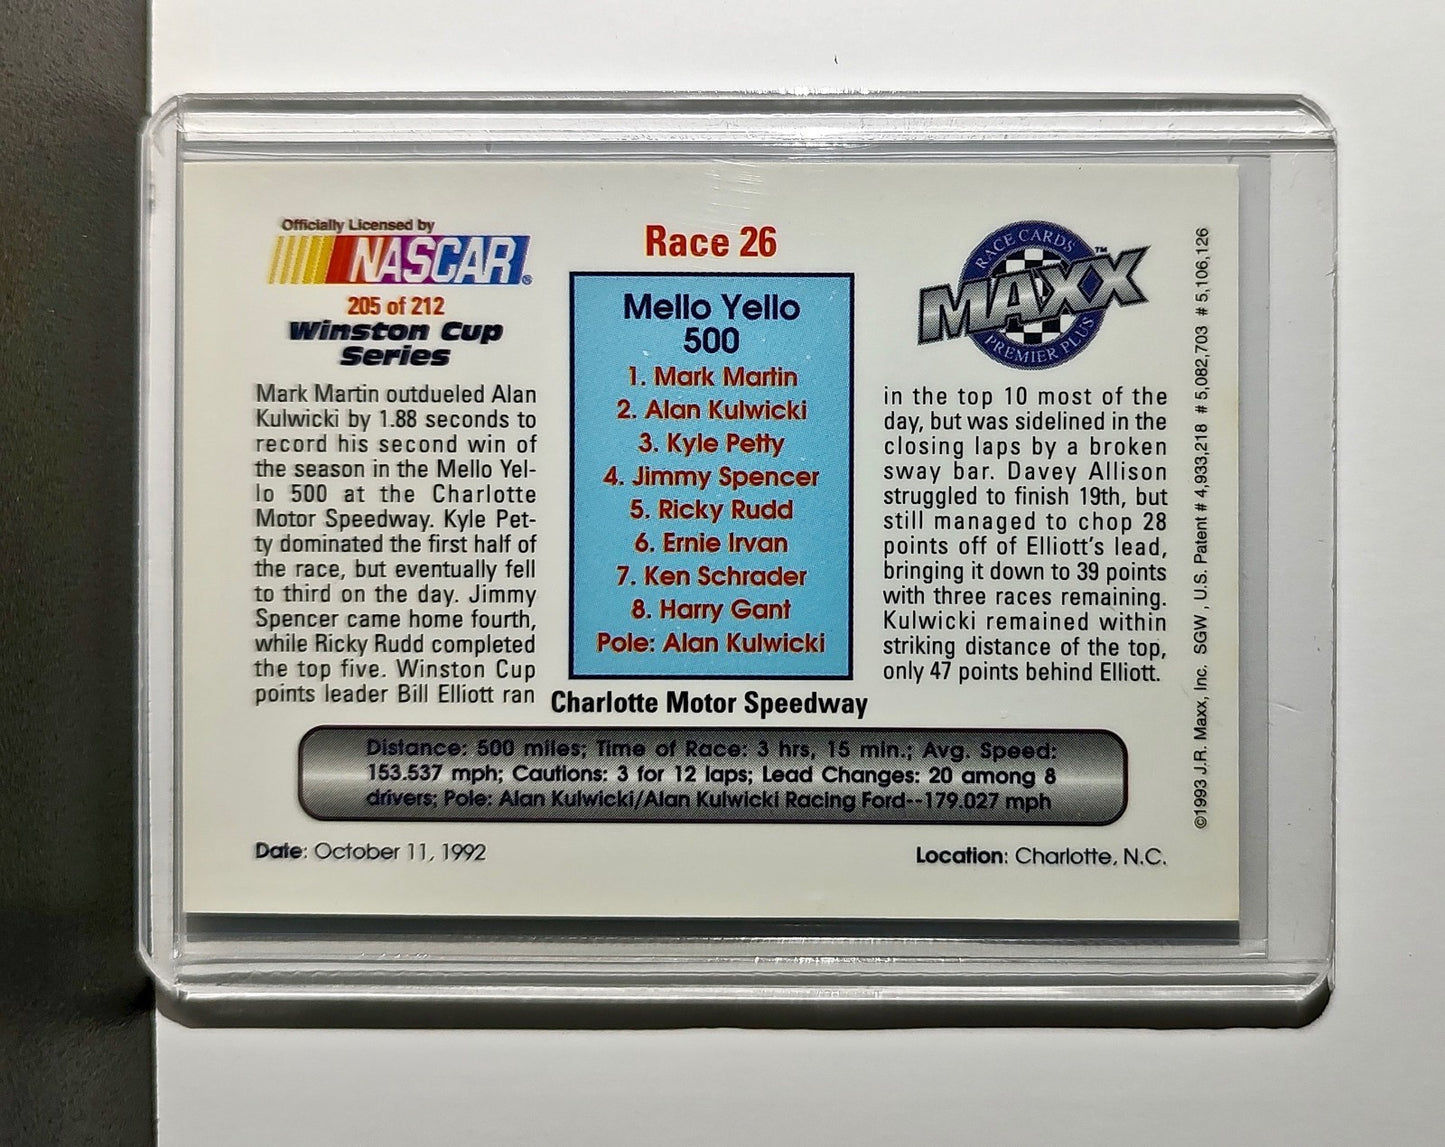 Officially Licensed by
NASCAR®
205 of 212
Winston Cup
Series
Mark Martin outdueled Alan
Kulwicki by 1.88 seconds to
record his second win of
the season in the Mello Yel-
lo 500 at the Charlotte
Motor Speedway. Kyle Pet-
ty dominated the first half of
the race, but eventually fell
to third on the day. Jimmy
Spencer came home fourth,
while Ricky Rudd completed
the top five. Winston Cup
points leader Bill Elliott ran
Race 26
Mello Yello
500
1. Mark Martin
2. Alan Kulwicki
3. Kyle Petty
4. Jimmy Spencer
5. Ricky Rudd
6. Ernie Irvan
7. Ken Schrader
8. Harry Gant
Pole: Alan Kulwicki
Charlotte Motor Speedway
RACE CARDS
MAXX™
PREMIER PLUS
in the top 10 most of the
day, but was sidelined in the
closing laps by a broken
sway bar. Davey Allison
struggled to finish 19th, but
still managed to chop 28
points off of Elliott's lead,
bringing it down to 39 points
with three races remaining.
Kulwicki remained within
striking distance of the top,
only 47 points behind Elliott.
Distance: 500 miles; Time of Race: 3 hrs, 15 min.; Avg. Speed:
153.537 mph; Cautions: 3 for 12 laps; Lead Changes: 20 among 8
drivers; Pole: Alan Kulwicki/Alan Kulwicki Racing Ford--179.027 mph
Date: October 11, 1992
Location: Charlotte, N.C.
©1993 J.R. Maxx, Inc. SGW, U.S. Patent # 4,933,218 # 5,082,703 # 5,106,126